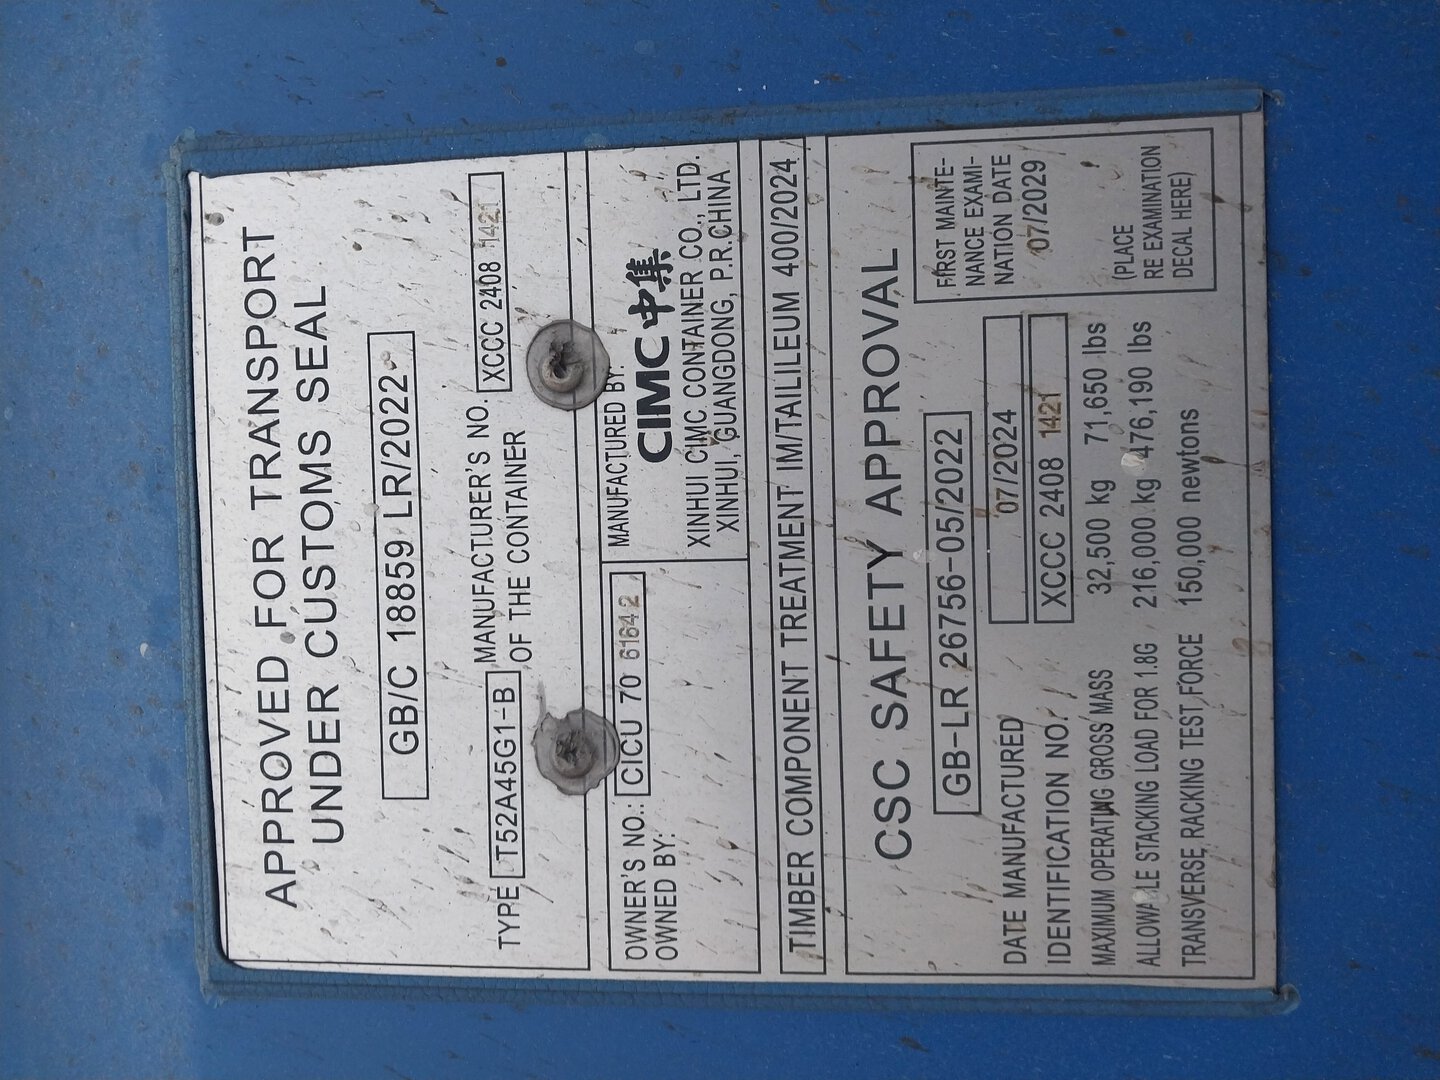 APPROVED FOR TRANSPORT
UNDER CUSTOMS SEAL
GB/C 18859 LR/2022
TYPE T52A45G1-B MANUFACTURER'S NO.
OF THE CONTAINER XCCC 2408 1421
OWNER'S NO.: CICU 70 6164 2
OWNED BY:
MANUFACTURED BY:
CIMC 中集
XINHUI CIMC CONTAINER CO., LTD.
XINHUI, GUANGDONG, P.R.CHINA.
TIMBER COMPONENT TREATMENT IM/TAILILEUM 400/2024
CSC SAFETY APPROVAL
GB-LR 26756-05/2022
DATE MANUFACTURED 07/2024
IDENTIFICATION NO. XCCC 2408 1421
MAXIMUM OPERATING GROSS MASS 32,500 kg 71,650 lbs
ALLOWABLE STACKING LOAD FOR 1.8G 216,000 kg 476,190 lbs
TRANSVERSE RACKING TEST FORCE 150,000 newtons
FIRST MAINTE-
NANCE EXAMI-
NATION DATE
07/2029
(PLACE
RE EXAMINATION
DECAL HERE)